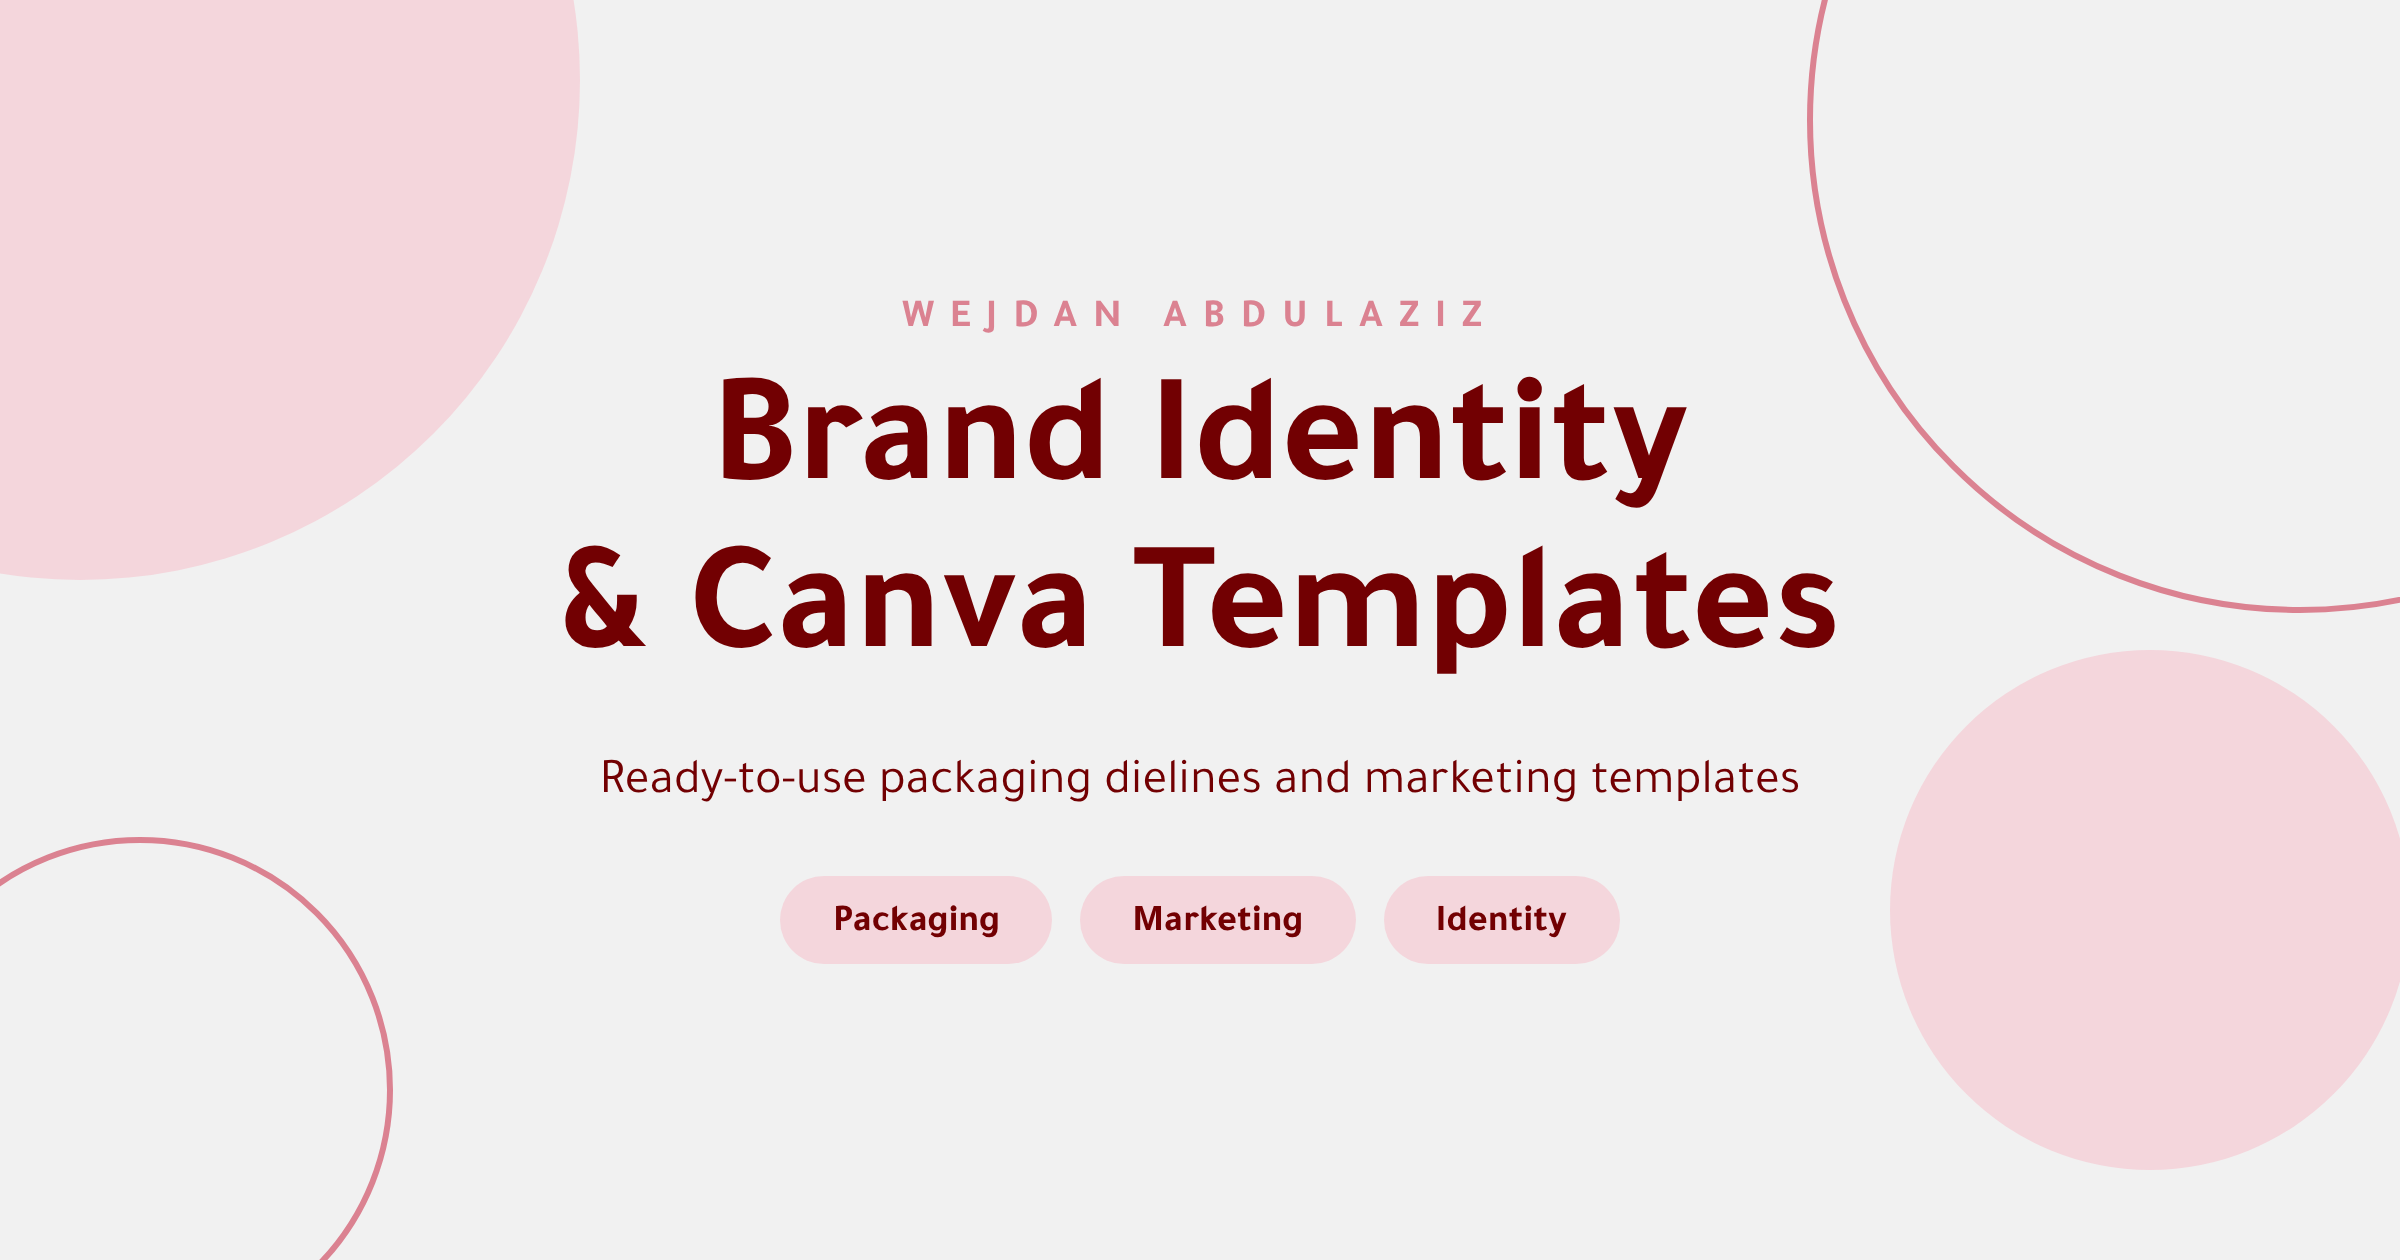 WEJDAN ABDULAZIZ
Brand Identity
& Canva Templates
Ready-to-use packaging dielines and marketing templates
Packaging
Marketing
Identity